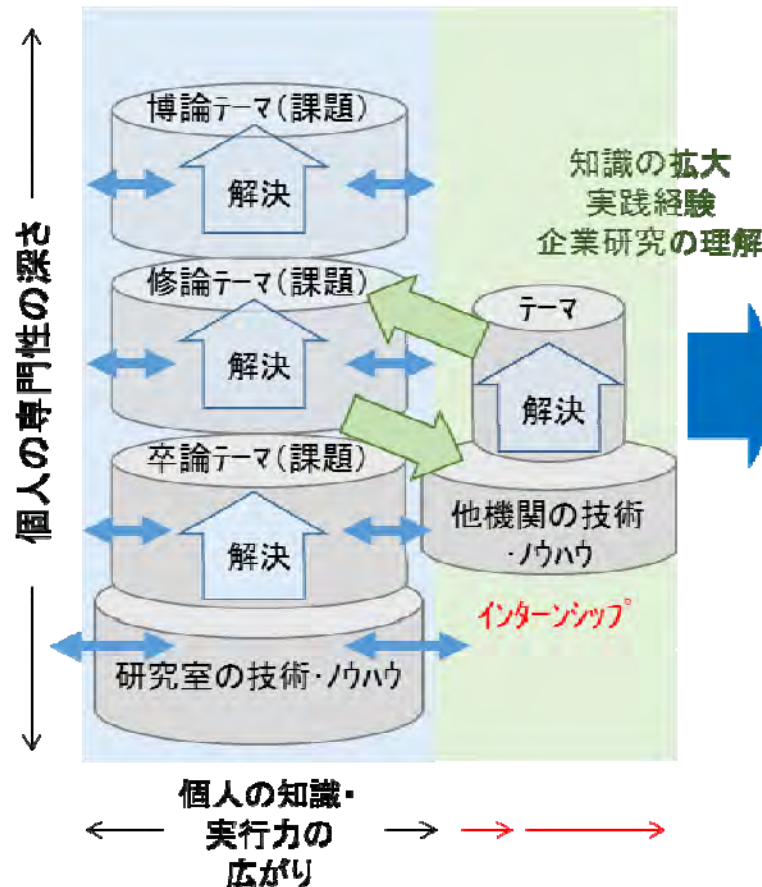 個人の専門性の深さ
博論テーマ(課題)
解決
修論テーマ(課題)
解決
卒論テーマ(課題)
解決
研究室の技術・ノウハウ
知識の拡大
実践経験
企業研究の理解
テーマ
解決
他機関の技術
・ノウハウ
インターンシップ
個人の知識・
実行力の
広がり